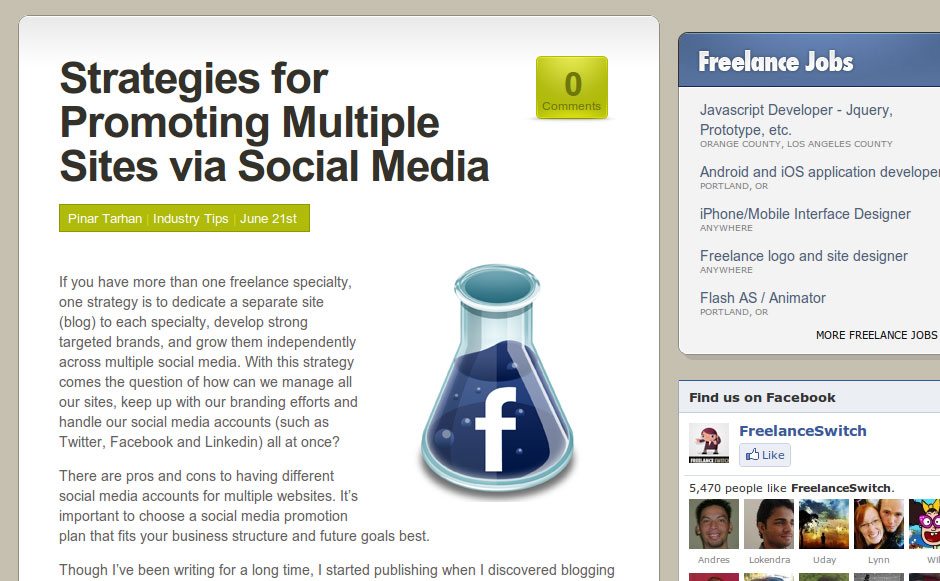 Strategies for
Promoting Multiple
Sites via Social Media
0
Comments
Pinar Tarhan | Industry Tips | June 21st
If you have more than one freelance specialty,
one strategy is to dedicate a separate site
(blog) to each specialty, develop strong
targeted brands, and grow them independently
across multiple social media. With this strategy
comes the question of how can we manage all
our sites, keep up with our branding efforts and
handle our social media accounts (such as
Twitter, Facebook and Linkedin) all at once?
f
There are pros and cons to having different
social media accounts for multiple websites. It's
important to choose a social media promotion
plan that fits your business structure and future goals best.
Though I've been writing for a long time, I started publishing when I discovered blogging
Freelance Jobs
Javascript Developer - Jquery,
Prototype, etc.
ORANGE COUNTY, LOS ANGELES COUNTY
Android and iOS application developer
PORTLAND, OR
iPhone/Mobile Interface Designer
ANYWHERE
Freelance logo and site designer
ANYWHERE
Flash AS / Animator
PORTLAND, OR
MORE FREELANCE JOBS
Find us on Facebook
FREELANCE SWITCH
FreelanceSwitch
Like
5,470 people like FreelanceSwitch.
Andres Lokendra Uday Lynn